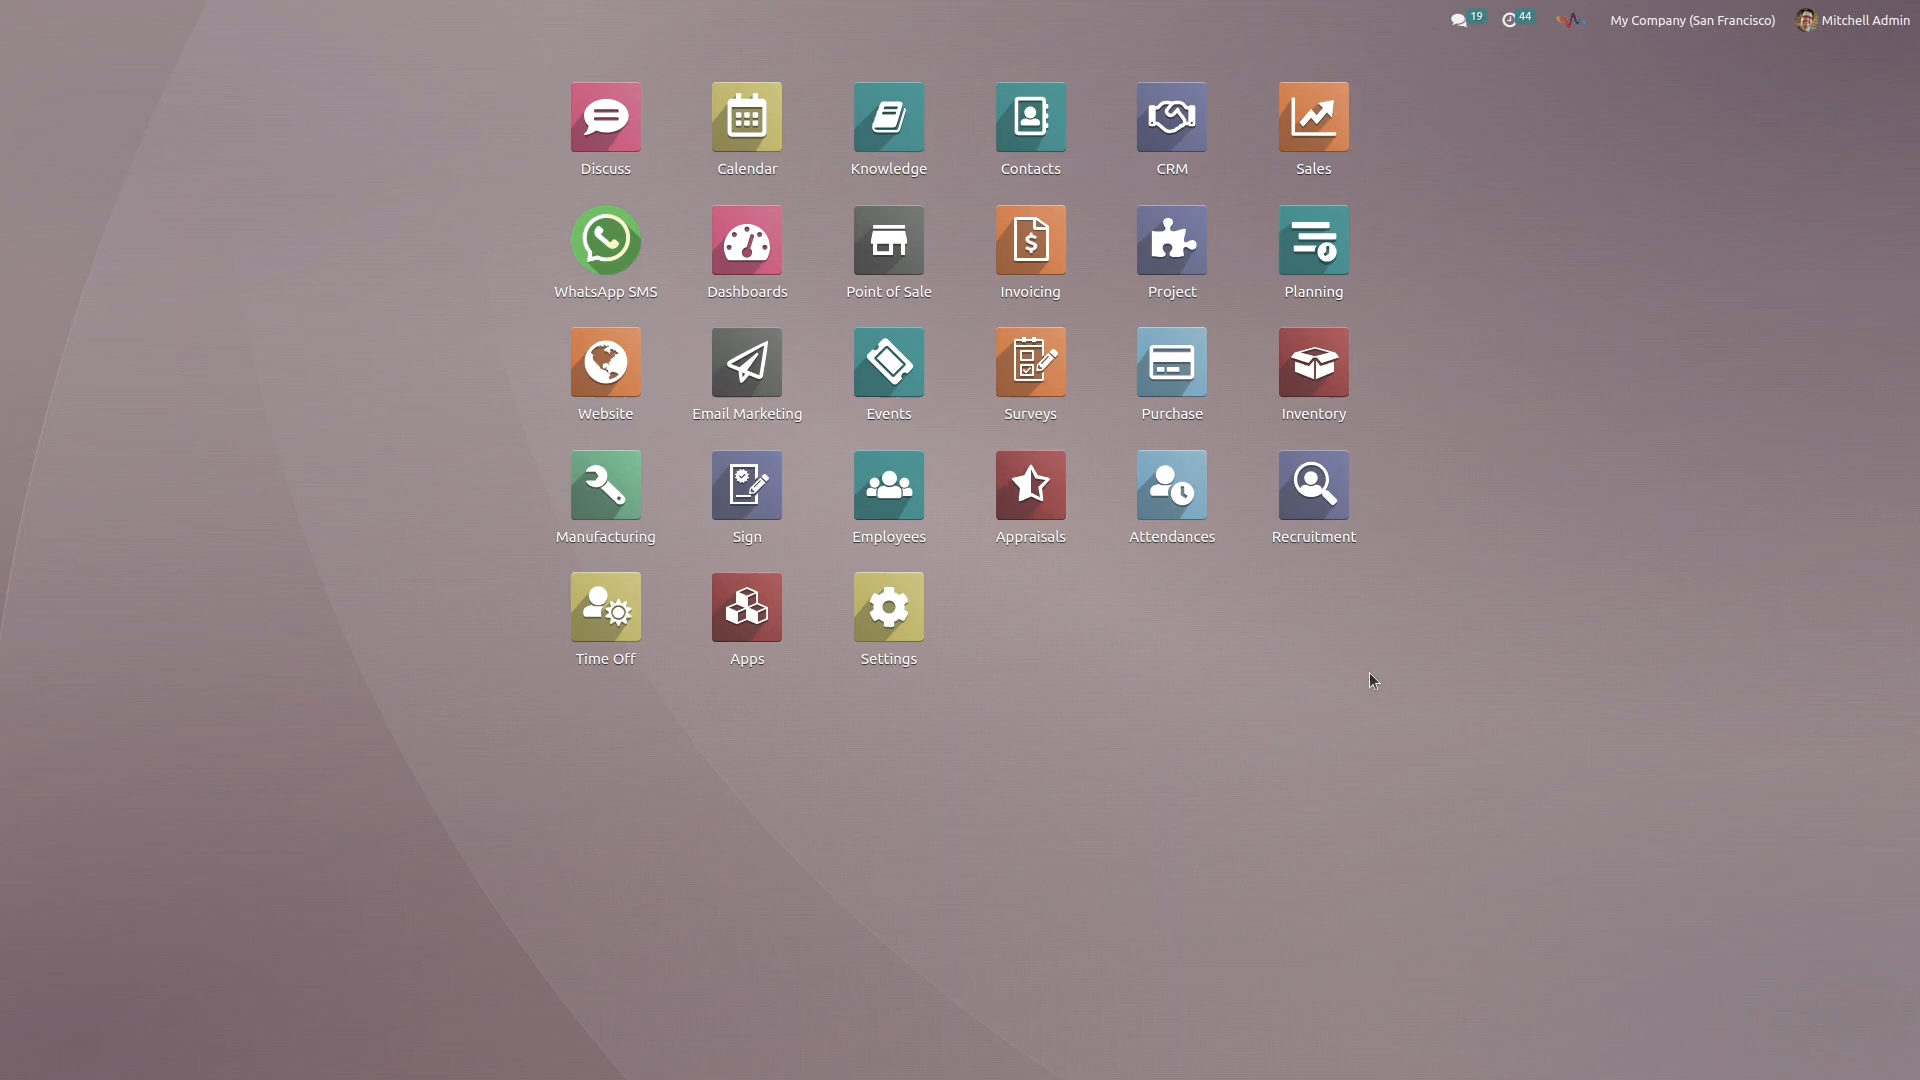 19 44 My Company (San Francisco) Mitchell Admin
Discuss Calendar Knowledge Contacts CRM Sales
WhatsApp SMS Dashboards Point of Sale Invoicing Project Planning
Website Email Marketing Events Surveys Purchase Inventory
Manufacturing Sign Employees Appraisals Attendances Recruitment
Time Off Apps Settings